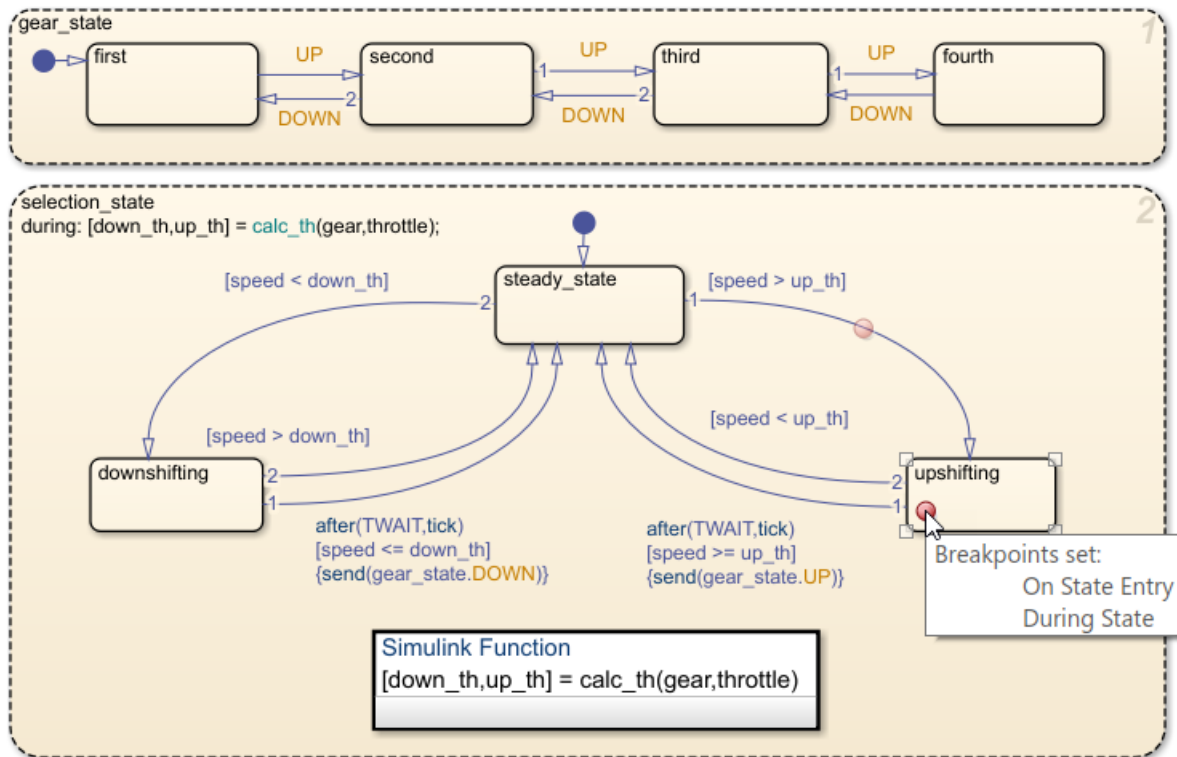 gear_state
1
first
UP
second
1
UP
third
1
UP
fourth
2
DOWN
2
DOWN
DOWN
selection_state
2
during: [down_th,up_th] = calc_th(gear,throttle);
[speed < down_th]
steady_state
[speed > up_th]
2
1
[speed > down_th]
[speed < up_th]
downshifting
2
1
2
1
upshifting
after(TWAIT,tick)
[speed <= down_th]
{send(gear_state.DOWN)}
after(TWAIT,tick)
[speed >= up_th]
{send(gear_state.UP)}
Breakpoints set:
On State Entry
During State
Simulink Function
[down_th,up_th] = calc_th(gear,throttle)